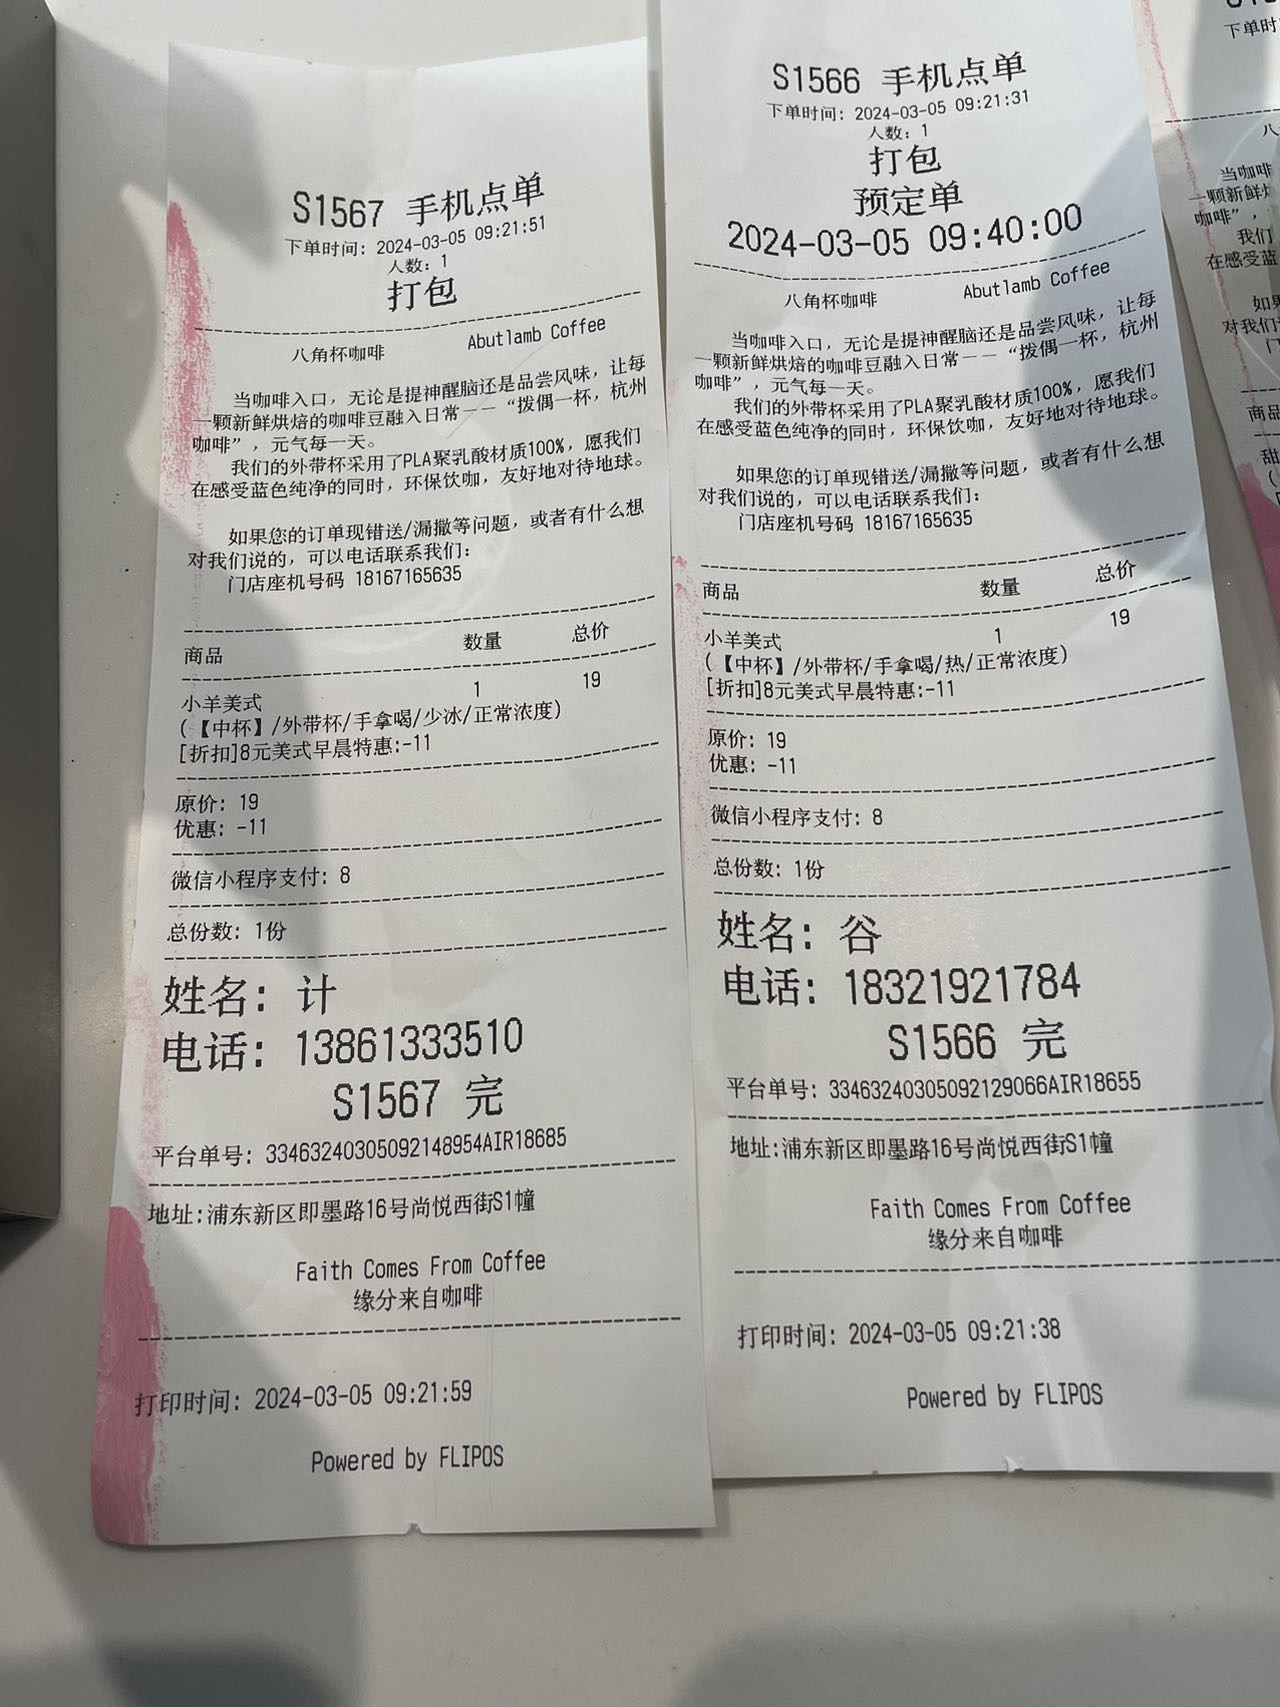 S1567 手机点单
下单时间: 2024-03-05 09:21:51
人数: 1
打包
八角杯咖啡 Abutlamb Coffee
当咖啡入口, 无论是提神醒脑还是品尝风味, 让每
一颗新鲜烘焙的咖啡豆融入日常——“拨偶一杯, 杭州
咖啡”, 元气每一天。
我们的外带杯采用了PLA聚乳酸材质100%, 愿我们
在感受蓝色纯净的同时, 环保饮咖, 友好地对待地球。
如果您的订单现错送/漏撒等问题, 或者有什么想
对我们说的, 可以电话联系我们:
门店座机号码 18167165635
商品 数量 总价
小羊美式 1 19
(【中杯】/外带杯/手拿喝/少冰/正常浓度)
[折扣]8元美式早晨特惠:-11
原价: 19
优惠: -11
微信小程序支付: 8
总份数: 1份
姓名: 计
电话: 13861333510
S1567 完
平台单号: 33463240305092148954AIR18685
地址:浦东新区即墨路16号尚悦西街S1幢
Faith Comes From Coffee
缘分来自咖啡
打印时间: 2024-03-05 09:21:59
Powered by FLIPOS
S1566 手机点单
下单时间: 2024-03-05 09:21:31
人数: 1
打包
预定单
2024-03-05 09:40:00
八角杯咖啡 Abutlamb Coffee
当咖啡入口, 无论是提神醒脑还是品尝风味, 让每
一颗新鲜烘焙的咖啡豆融入日常——“拨偶一杯, 杭州
咖啡”, 元气每一天。
我们的外带杯采用了PLA聚乳酸材质100%, 愿我们
在感受蓝色纯净的同时, 环保饮咖, 友好地对待地球。
如果您的订单现错送/漏撒等问题, 或者有什么想
对我们说的, 可以电话联系我们:
门店座机号码 18167165635
商品 数量 总价
小羊美式 1 19
(【中杯】/外带杯/手拿喝/热/正常浓度)
[折扣]8元美式早晨特惠:-11
原价: 19
优惠: -11
微信小程序支付: 8
总份数: 1份
姓名: 谷
电话: 18321921784
S1566 完
平台单号: 33463240305092129066AIR18655
地址:浦东新区即墨路16号尚悦西街S1幢
Faith Comes From Coffee
缘分来自咖啡
打印时间: 2024-03-05 09:21:38
Powered by FLIPOS
下单时
八
当咖啡
一颗新鲜
咖啡”,
我们
在感受蓝
如果
对我们
门
商品
甜